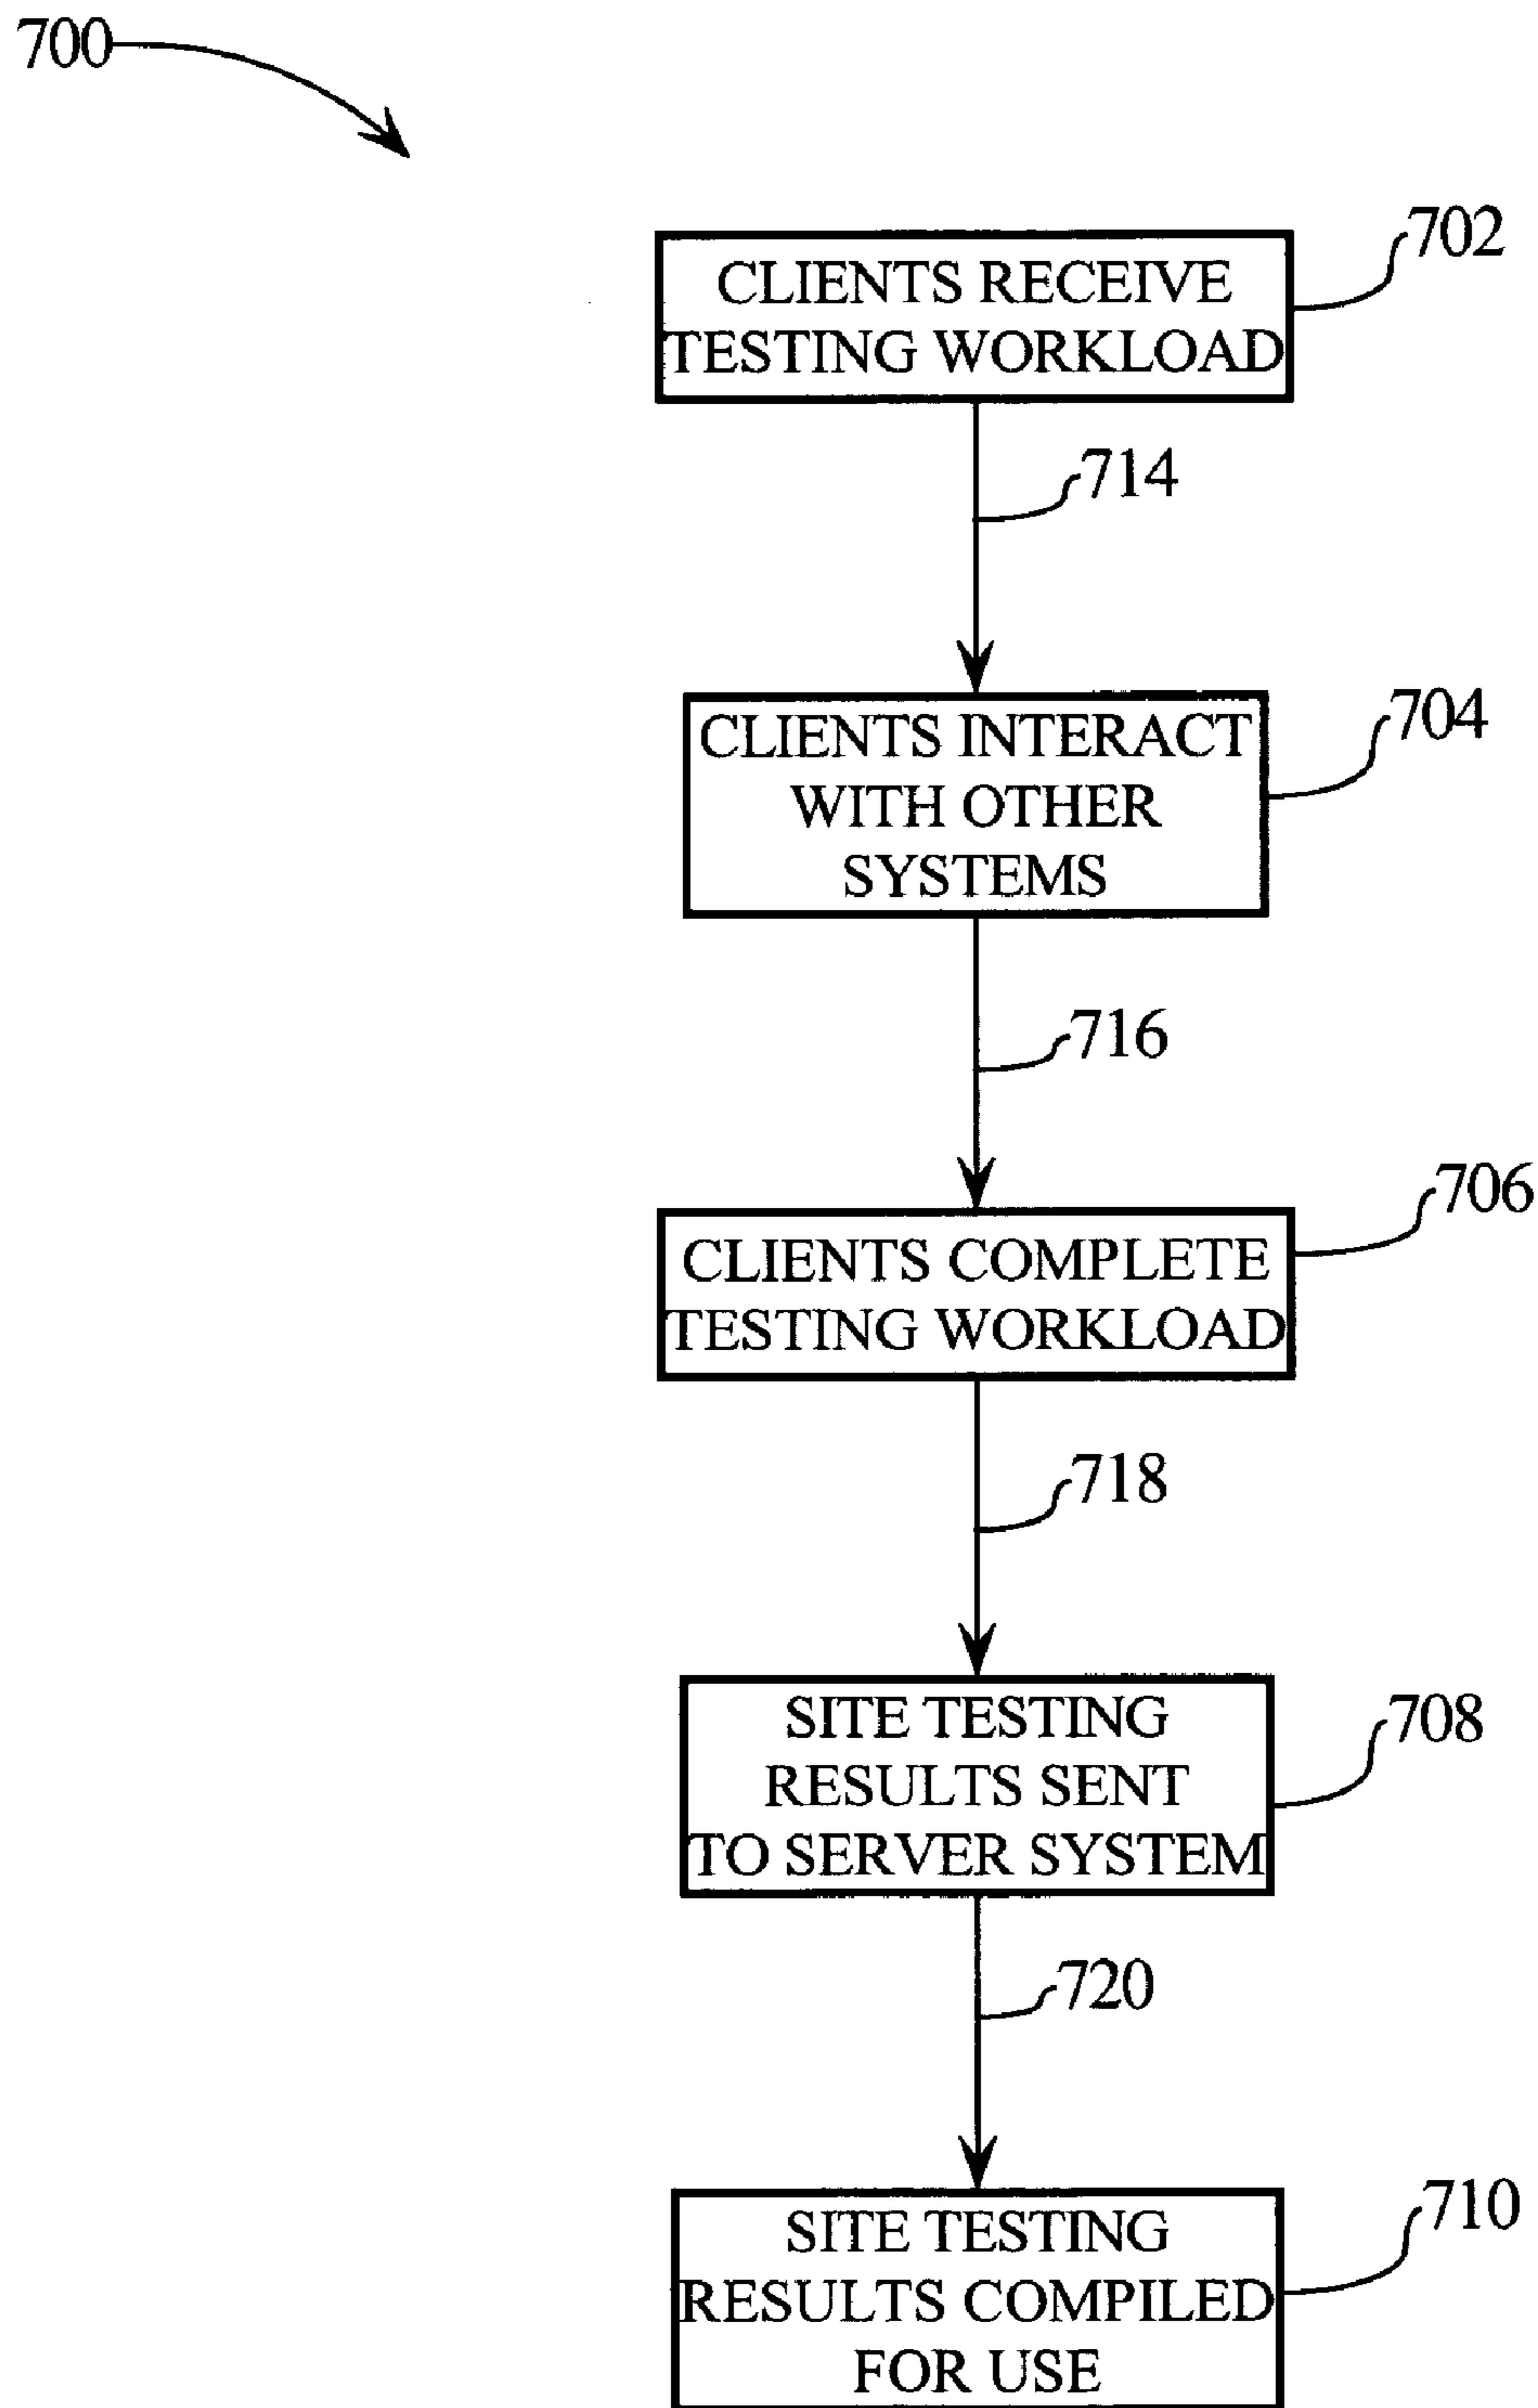 700
702
CLIENTS RECEIVE
TESTING WORKLOAD
714
704
CLIENTS INTERACT
WITH OTHER
SYSTEMS
716
706
CLIENTS COMPLETE
TESTING WORKLOAD
718
708
SITE TESTING
RESULTS SENT
TO SERVER SYSTEM
720
710
SITE TESTING
RESULTS COMPILED
FOR USE